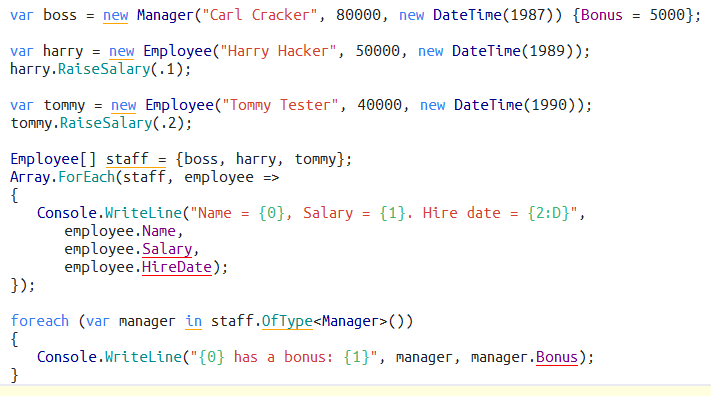 var boss = new Manager("Carl Cracker", 80000, new DateTime(1987)) {Bonus = 5000};
var harry = new Employee("Harry Hacker", 50000, new DateTime(1989));
harry.RaiseSalary(.1);
var tommy = new Employee("Tommy Tester", 40000, new DateTime(1990));
tommy.RaiseSalary(.2);
Employee[] staff = {boss, harry, tommy};
Array.ForEach(staff, employee =>
{
Console.WriteLine("Name = {0}, Salary = {1}. Hire date = {2:D}",
employee.Name,
employee.Salary,
employee.HireDate);
});
foreach (var manager in staff.OfType<Manager>())
{
Console.WriteLine("{0} has a bonus: {1}", manager, manager.Bonus);
}